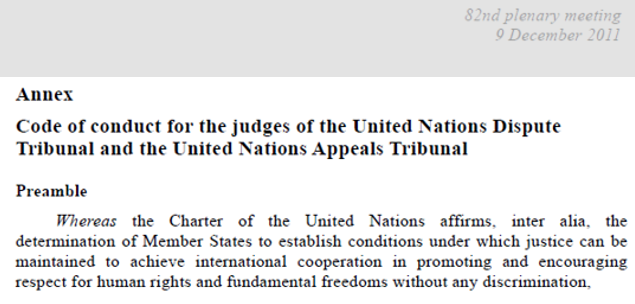 82nd plenary meeting
9 December 2011
Annex
Code of conduct for the judges of the United Nations Dispute
Tribunal and the United Nations Appeals Tribunal
Preamble
Whereas the Charter of the United Nations affirms, inter alia, the
determination of Member States to establish conditions under which justice can be
maintained to achieve international cooperation in promoting and encouraging
respect for human rights and fundamental freedoms without any discrimination,